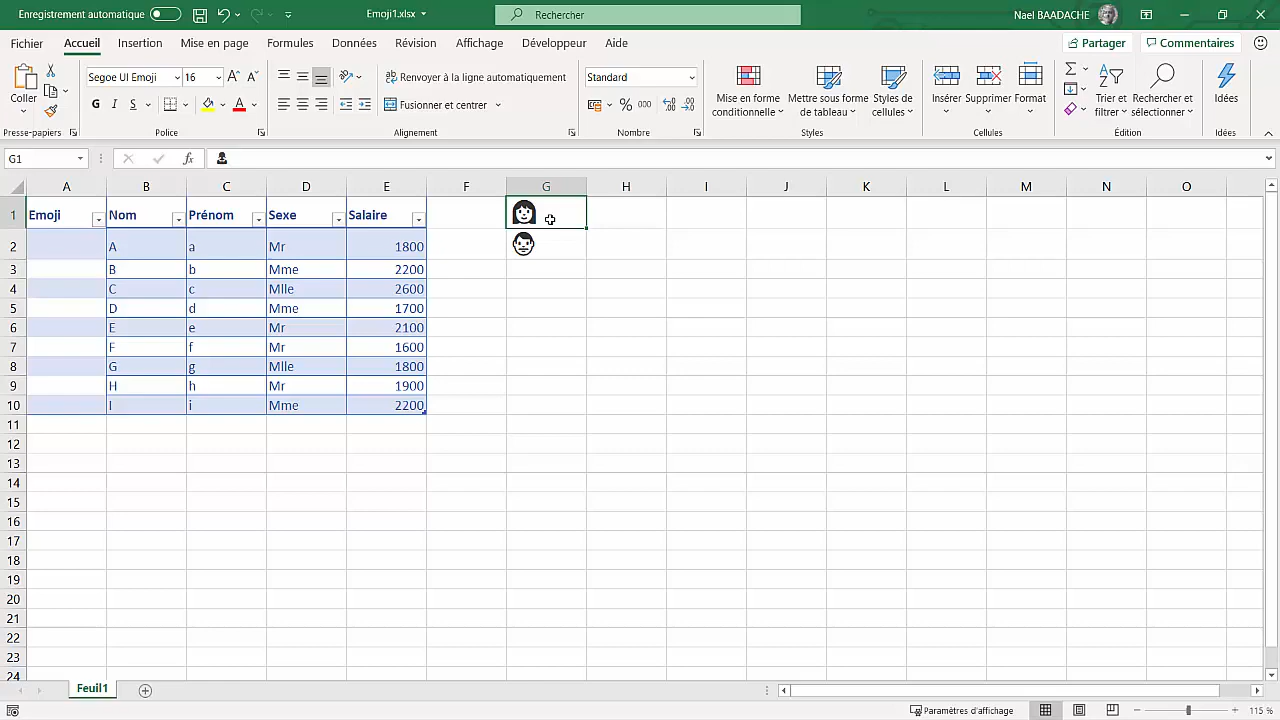 Enregistrement automatique
Emoji1.xlsx
Rechercher
Nael BAADACHE
Fichier Accueil Insertion Mise en page Formules Données Révision Affichage Développeur Aide
Partager Commentaires
Coller
Segoe UI Emoji 16
G I S
Renvoyer à la ligne automatiquement
Fusionner et centrer
Standard
% 000
Mise en forme conditionnelle
Mettre sous forme de tableau
Styles de cellules
Insérer Supprimer Format
Trier et filtrer
Rechercher et sélectionner
Idées
Presse-papiers Police Alignement Nombre Styles Cellules Édition Idées
G1 fx
A B C D E F G H I J K L M N O
1 Emoji Nom Prénom Sexe Salaire
2 A a Mr 1800
3 B b Mme 2200
4 C c Mlle 2600
5 D d Mme 1700
6 E e Mr 2100
7 F f Mr 1600
8 G g Mlle 1800
9 H h Mr 1900
10 I i Mme 2200
11
12
13
14
15
16
17
18
19
20
21
22
23
24
Feuil1
Paramètres d'affichage 115 %